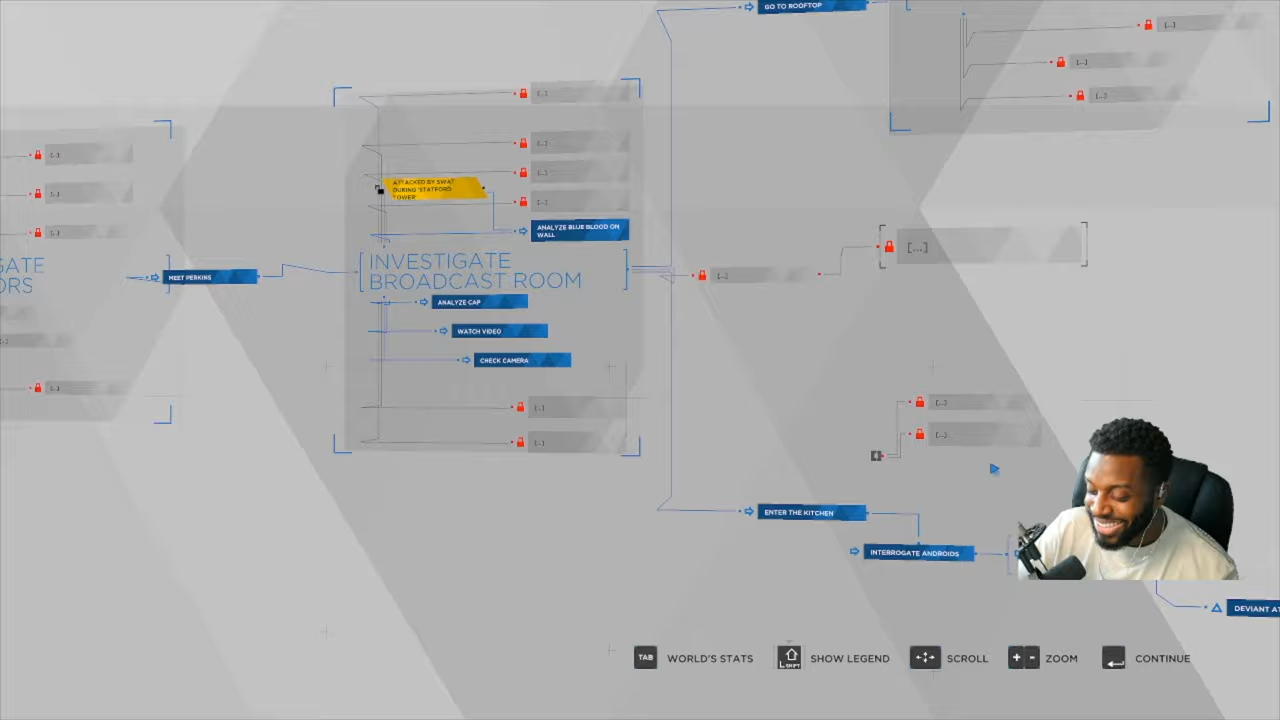 GO TO ROOFTOP
[...]
[...]
[...]
[...]
[...]
[...]
[...]
ATTACKED BY SWAT
DURING 'STATFORD
TOWER'
[...]
[...]
[...]
[...]
ANALYZE BLUE BLOOD ON
WALL
[...]
GATE
ORS
MEET PERKINS
INVESTIGATE
BROADCAST ROOM
[...]
ANALYZE CAP
WATCH VIDEO
CHECK CAMERA
[...]
[...]
[...]
[...]
[...]
[...]
ENTER THE KITCHEN
INTERROGATE ANDROIDS
DEVIANT AT
TAB WORLD'S STATS
L SHIFT SHOW LEGEND
SCROLL
+ - ZOOM
CONTINUE